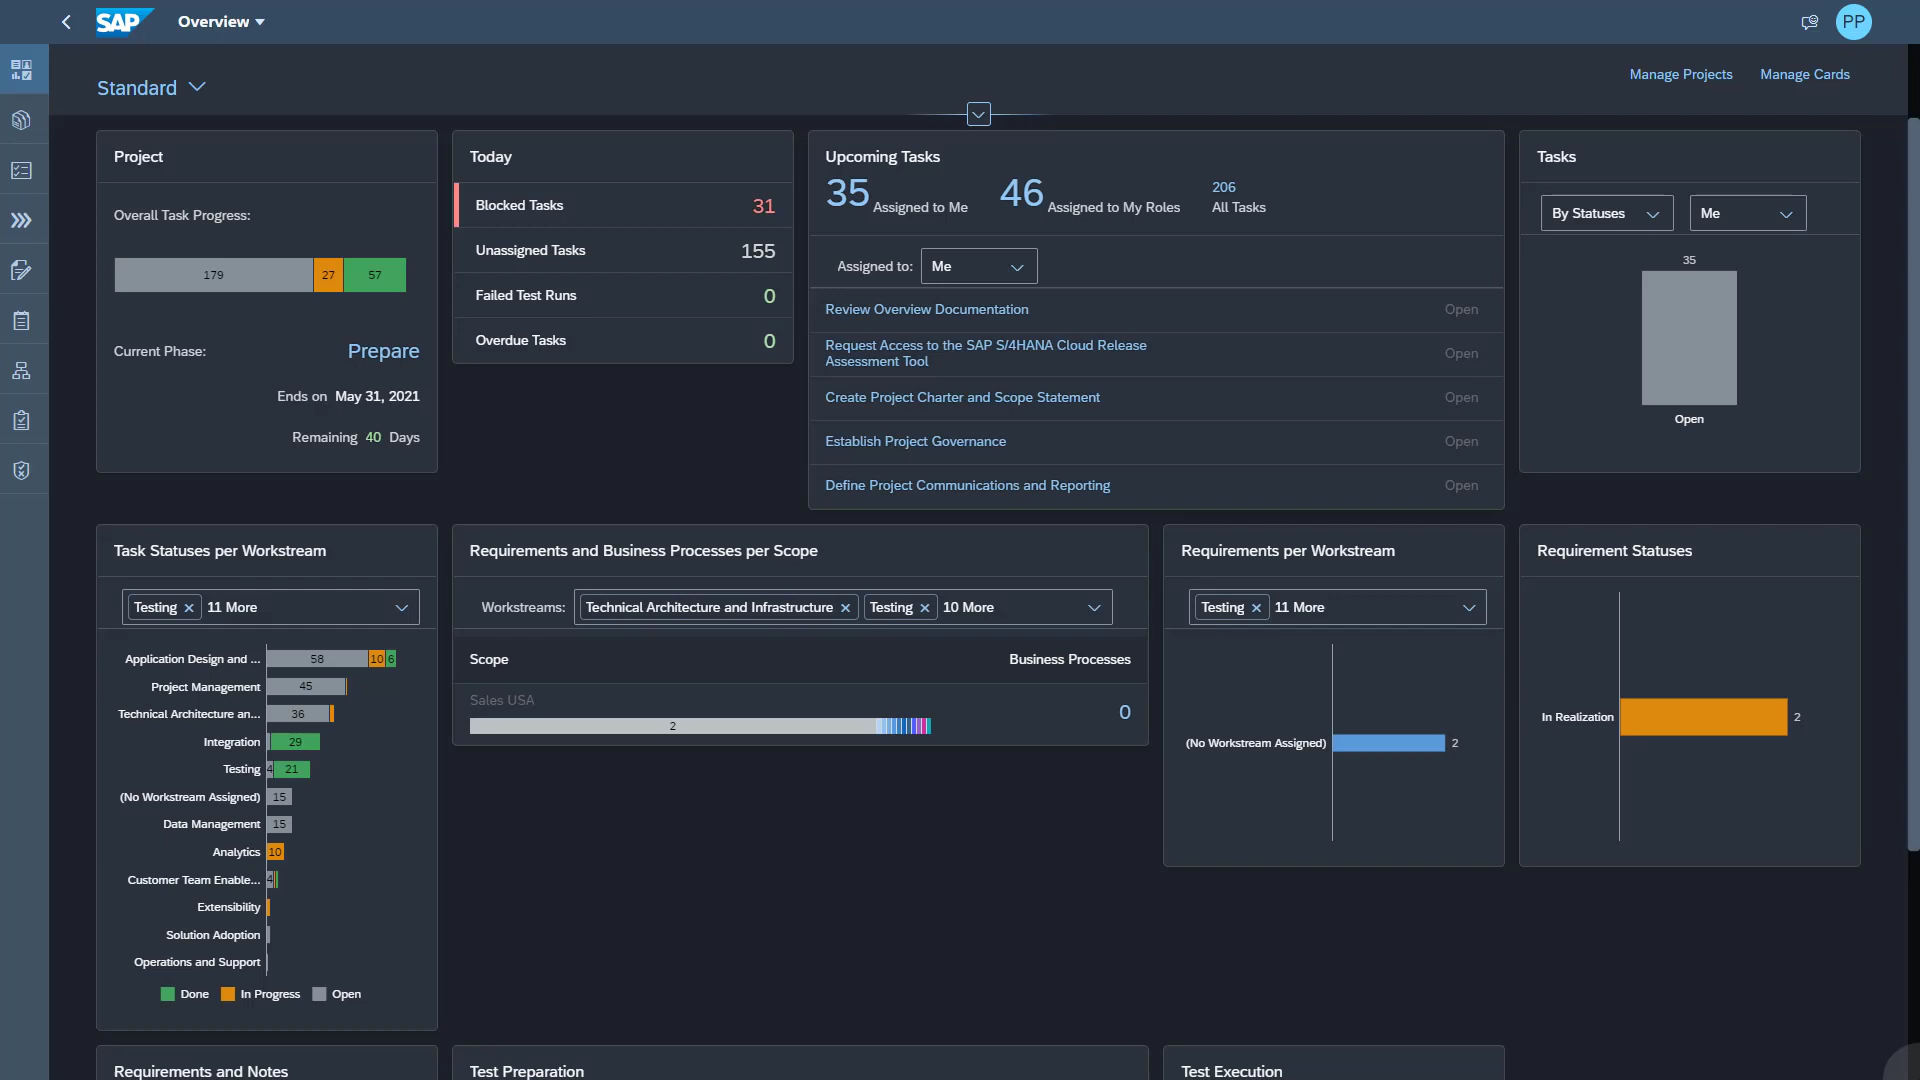 SAP Overview
PP
Standard
Manage Projects Manage Cards
Project
Overall Task Progress:
179 27 57
Current Phase: Prepare
Ends on May 31, 2021
Remaining 40 Days
Today
Blocked Tasks 31
Unassigned Tasks 155
Failed Test Runs 0
Overdue Tasks 0
Upcoming Tasks
35 Assigned to Me 46 Assigned to My Roles
206
All Tasks
Assigned to: Me
Review Overview Documentation Open
Request Access to the SAP S/4HANA Cloud Release
Assessment Tool Open
Create Project Charter and Scope Statement Open
Establish Project Governance Open
Define Project Communications and Reporting Open
Tasks
By Statuses Me
35
Open
Task Statuses per Workstream
Testing 11 More
Application Design and ... 58 10 6
Project Management 45
Technical Architecture an... 36
Integration 29
Testing 4 21
(No Workstream Assigned) 15
Data Management 15
Analytics 10
Customer Team Enable... 4
Extensibility
Solution Adoption
Operations and Support
Done In Progress Open
Requirements and Business Processes per Scope
Workstreams: Technical Architecture and Infrastructure Testing 10 More
Scope Business Processes
Sales USA
2 0
Requirements per Workstream
Testing 11 More
(No Workstream Assigned) 2
Requirement Statuses
In Realization 2
Requirements and Notes
Test Preparation
Test Execution